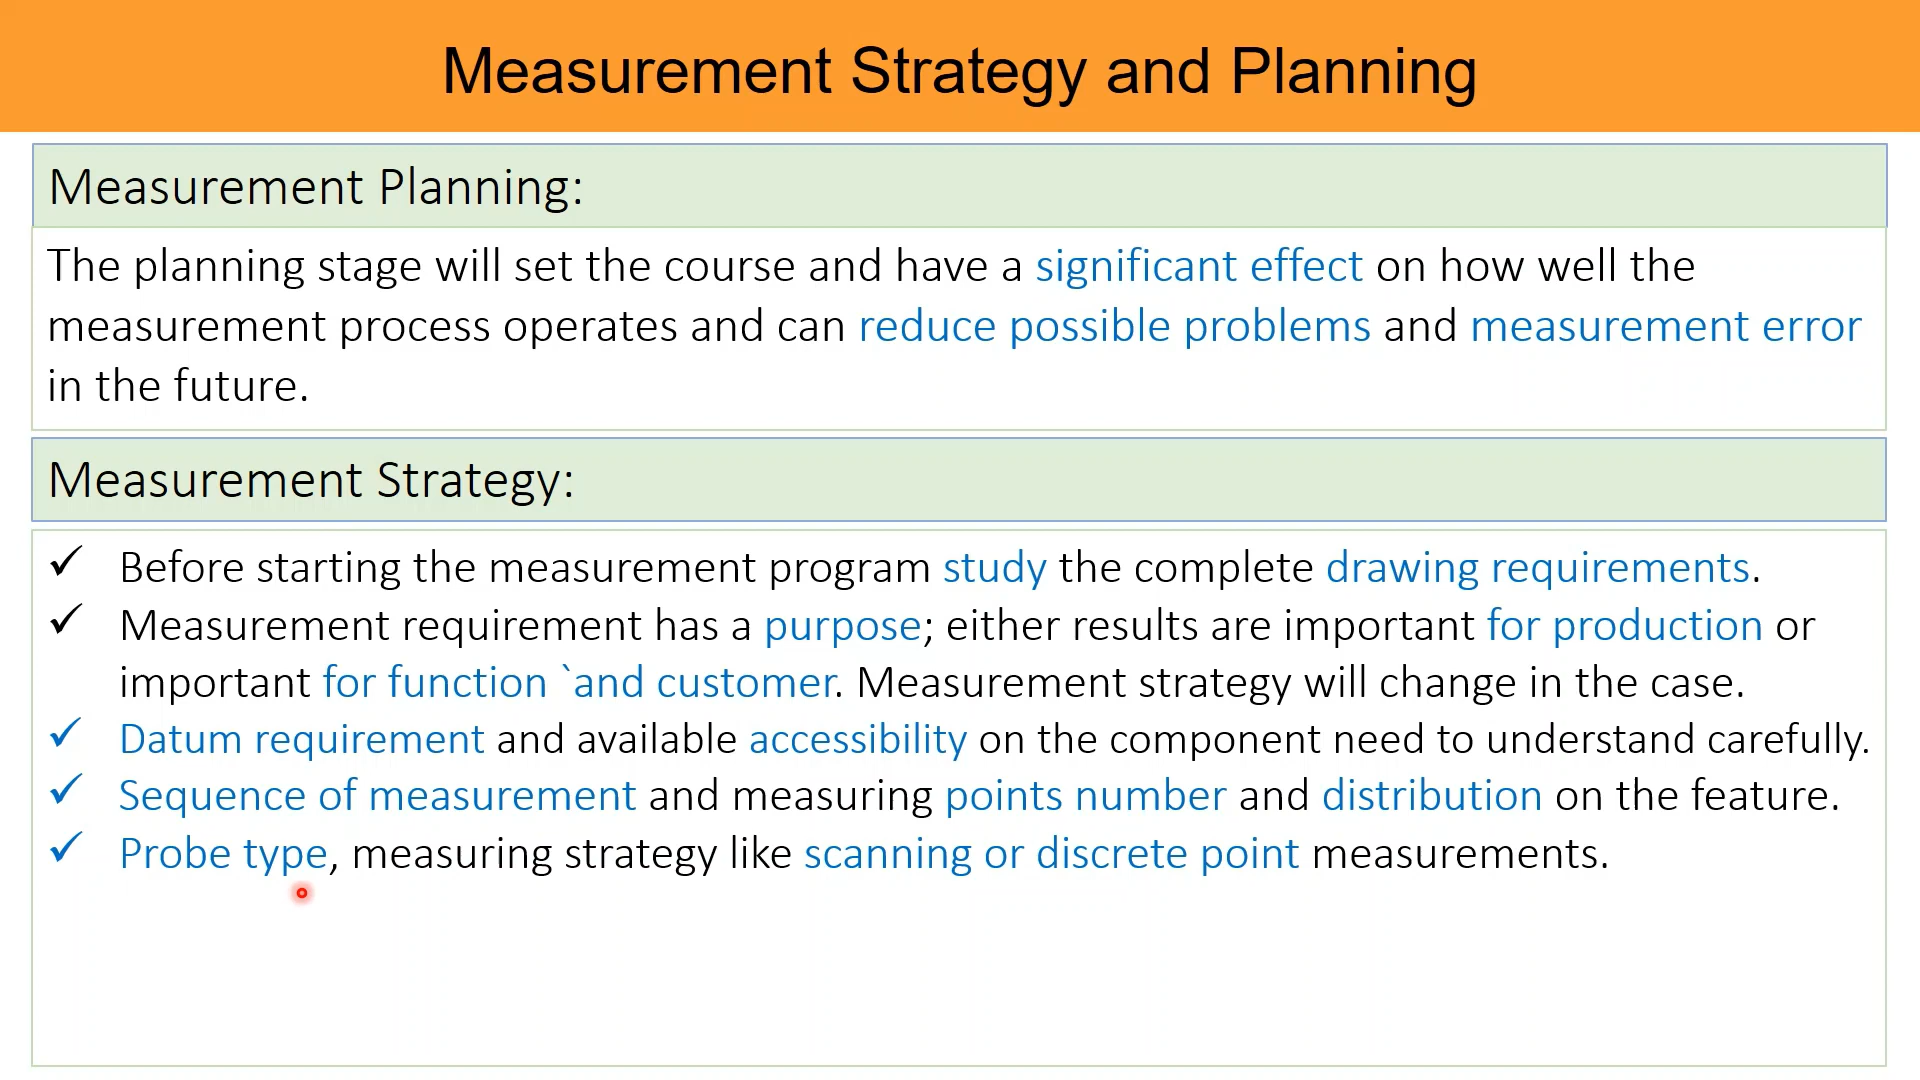 Measurement Strategy and Planning
Measurement Planning:
The planning stage will set the course and have a significant effect on how well the
measurement process operates and can reduce possible problems and measurement error
in the future.
Measurement Strategy:
✓ Before starting the measurement program study the complete drawing requirements.
✓ Measurement requirement has a purpose; either results are important for production or
important for function `and customer. Measurement strategy will change in the case.
✓ Datum requirement and available accessibility on the component need to understand carefully.
✓ Sequence of measurement and measuring points number and distribution on the feature.
✓ Probe type, measuring strategy like scanning or discrete point measurements.